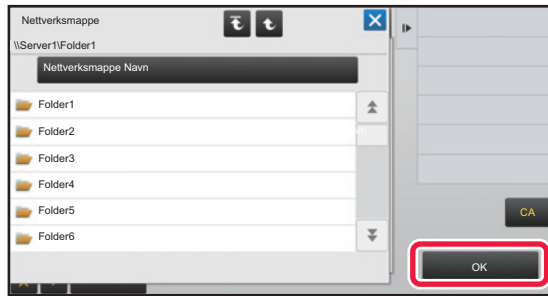 Nettverksmappe
\\Server1\Folder1
Nettverksmappe Navn
Folder1
Folder2
Folder3
Folder4
Folder5
Folder6
CA
OK